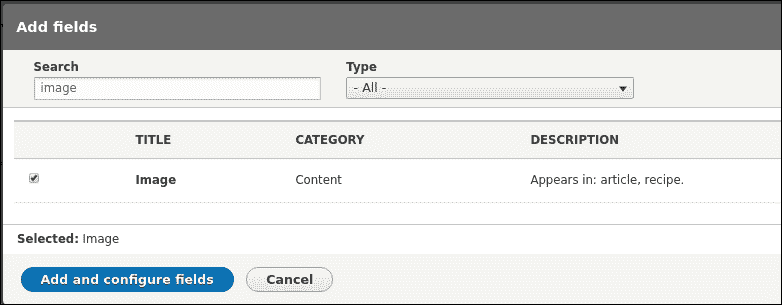 Add fields
Search Type
image - All -
TITLE CATEGORY DESCRIPTION
Image Content Appears in: article, recipe.
Selected: Image
Add and configure fields Cancel